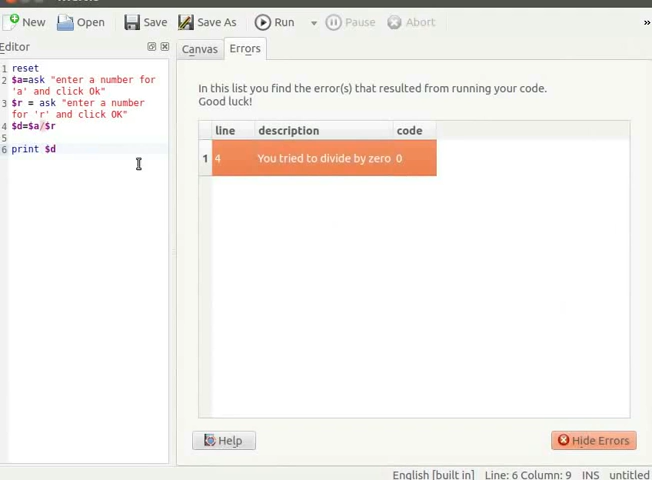 New Open Save Save As Run Pause Abort »
Editor
Canvas Errors
1 reset
2 $a=ask "enter a number for
'a' and click Ok"
3 $r = ask "enter a number
for 'r' and click OK"
4 $d=$a/$r
5
6 print $d
In this list you find the error(s) that resulted from running your code.
Good luck!
line description code
1 4 You tried to divide by zero 0
Help Hide Errors
English [built in] Line: 6 Column: 9 INS untitled